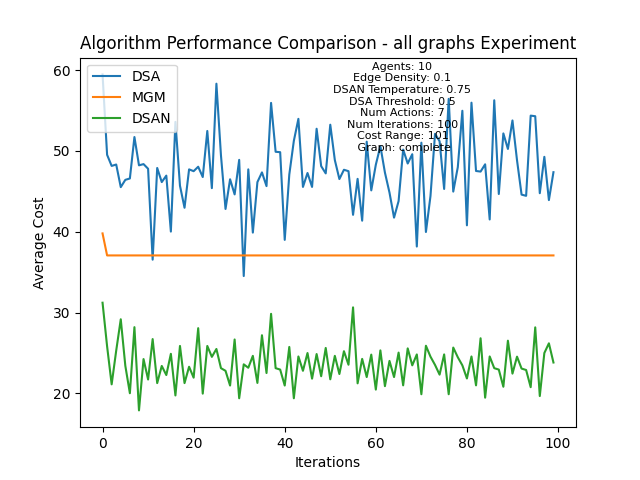 Algorithm Performance Comparison - all graphs Experiment
DSA
MGM
DSAN
Agents: 10
Edge Density: 0.1
DSAN Temperature: 0.75
DSA Threshold: 0.5
Num Actions: 7
Num Iterations: 100
Cost Range: 101
Graph: complete
Average Cost
60
50
40
30
20
0
20
40
60
80
100
Iterations